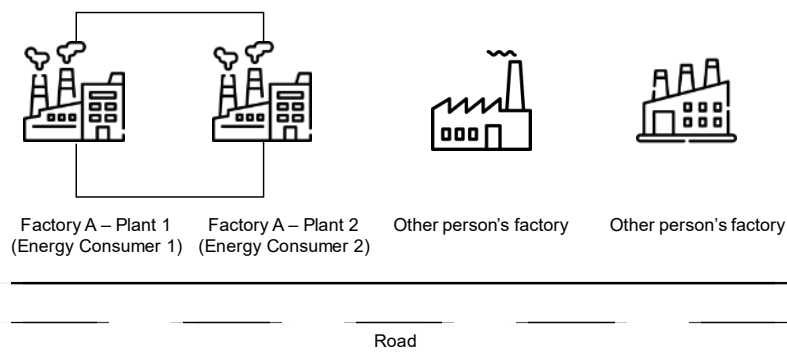 Factory A – Plant 1
(Energy Consumer 1)
Factory A – Plant 2
(Energy Consumer 2)
Other person's factory
Other person's factory
Road